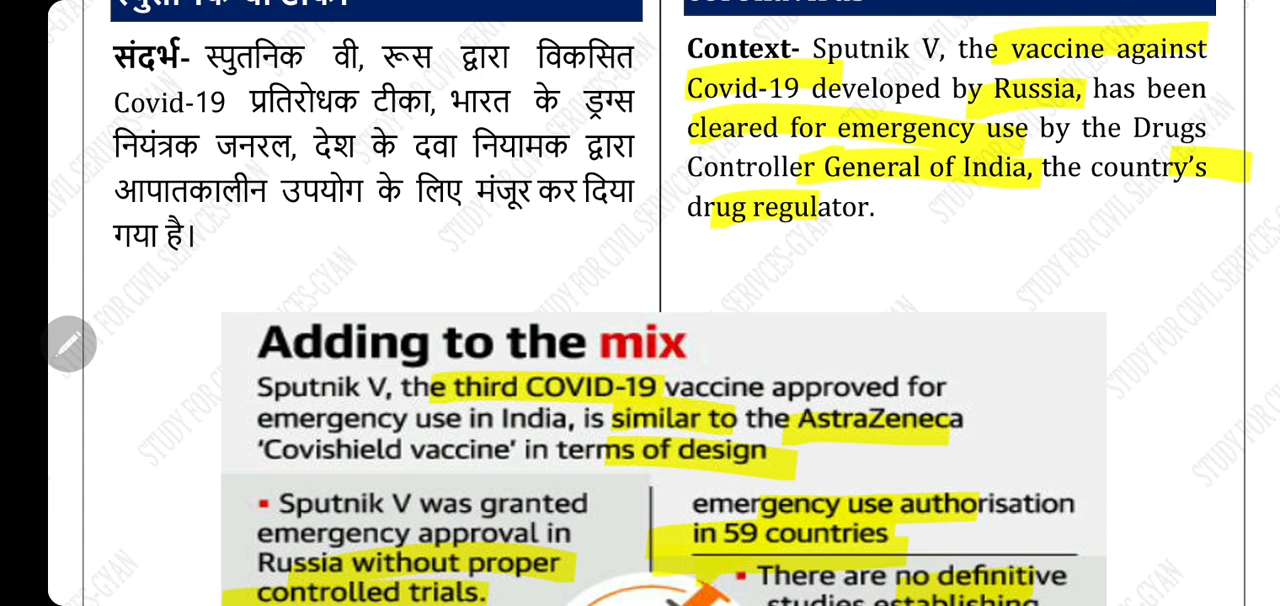 संदर्भ- स्पुतनिक वी, रूस द्वारा विकसित
Covid-19 प्रतिरोधक टीका, भारत के ड्रग्स
नियंत्रक जनरल, देश के दवा नियामक द्वारा
आपातकालीन उपयोग के लिए मंजूर कर दिया
गया है।
Context- Sputnik V, the vaccine against
Covid-19 developed by Russia, has been
cleared for emergency use by the Drugs
Controller General of India, the country's
drug regulator.
Adding to the mix
Sputnik V, the third COVID-19 vaccine approved for
emergency use in India, is similar to the AstraZeneca
'Covishield vaccine' in terms of design
▪ Sputnik V was granted
emergency approval in
Russia without proper
controlled trials.
emergency use authorisation
in 59 countries
▪ There are no definitive
studies establishing